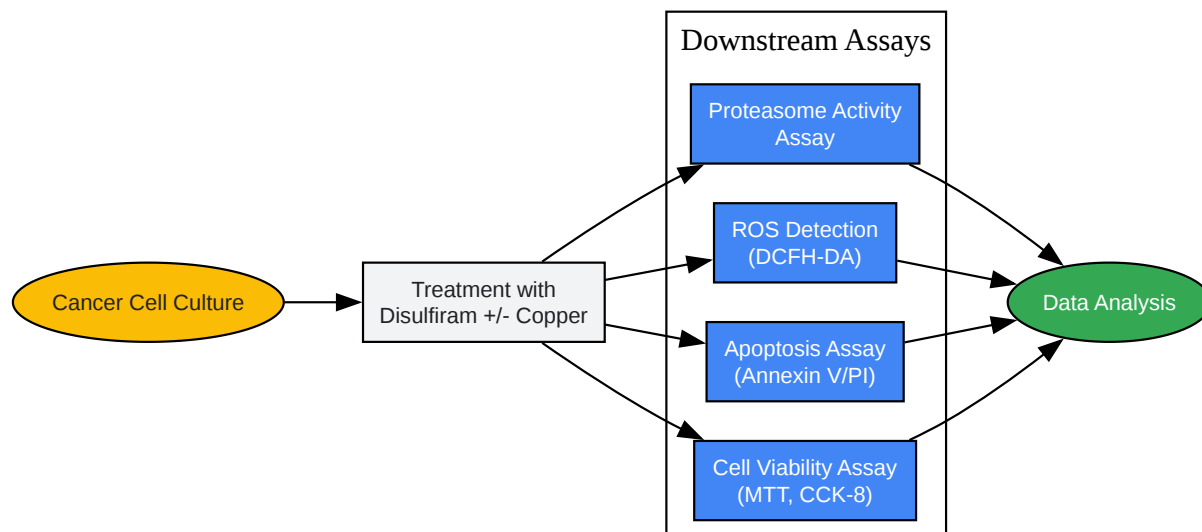 Downstream Assays
Proteasome Activity
Assay
ROS Detection
(DCFH-DA)
Cancer Cell Culture
Treatment with
Disulfiram +/- Copper
Data Analysis
Apoptosis Assay
(Annexin V/PI)
Cell Viability Assay
(MTT, CCK-8)